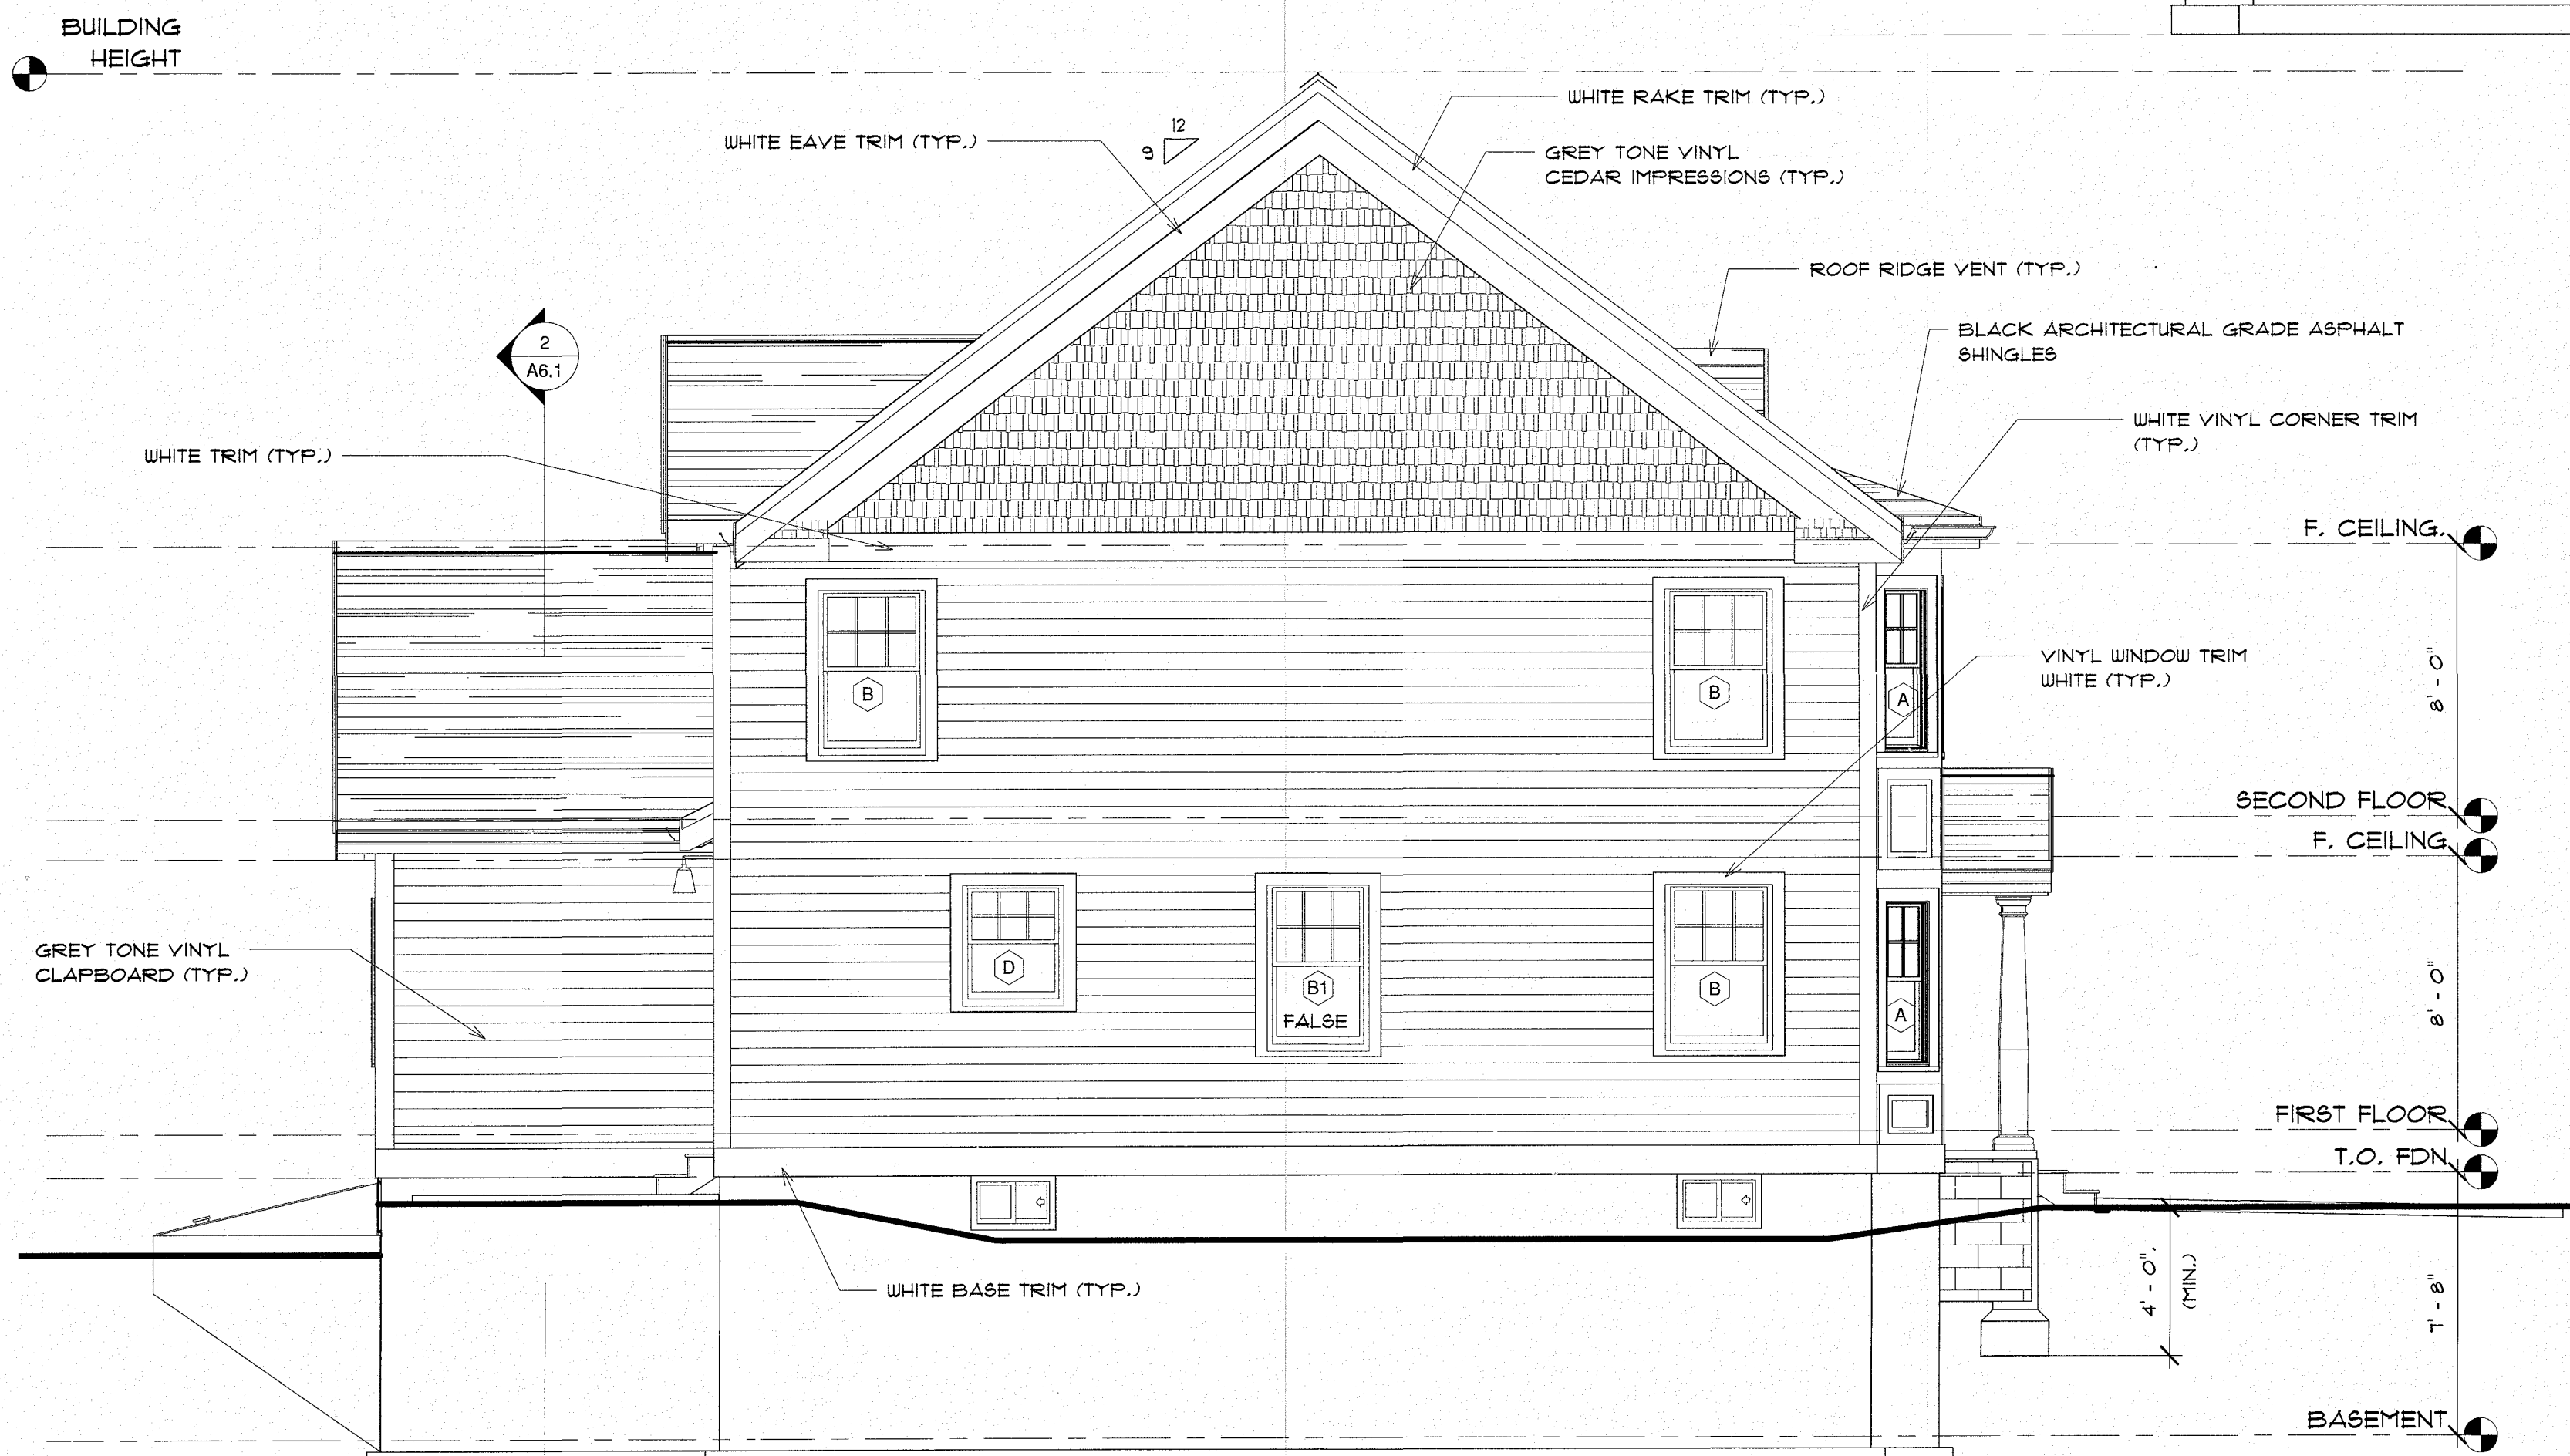 BUILDING
HEIGHT
WHITE RAKE TRIM (TYP.)
12
9
WHITE EAVE TRIM (TYP.)
GREY TONE VINYL
CEDAR IMPRESSIONS (TYP.)
ROOF RIDGE VENT (TYP.)
BLACK ARCHITECTURAL GRADE ASPHALT
SHINGLES
2
A6.1
WHITE VINYL CORNER TRIM
(TYP.)
WHITE TRIM (TYP.)
F. CEILING.
VINYL WINDOW TRIM
WHITE (TYP.)
8' - 0"
B
B
A
SECOND FLOOR
F. CEILING
GREY TONE VINYL
CLAPBOARD (TYP.)
D
B1
FALSE
B
A
8' - 0"
FIRST FLOOR
T.O. FDN
WHITE BASE TRIM (TYP.)
4' - 0".
(MIN.)
7' - 8"
BASEMENT